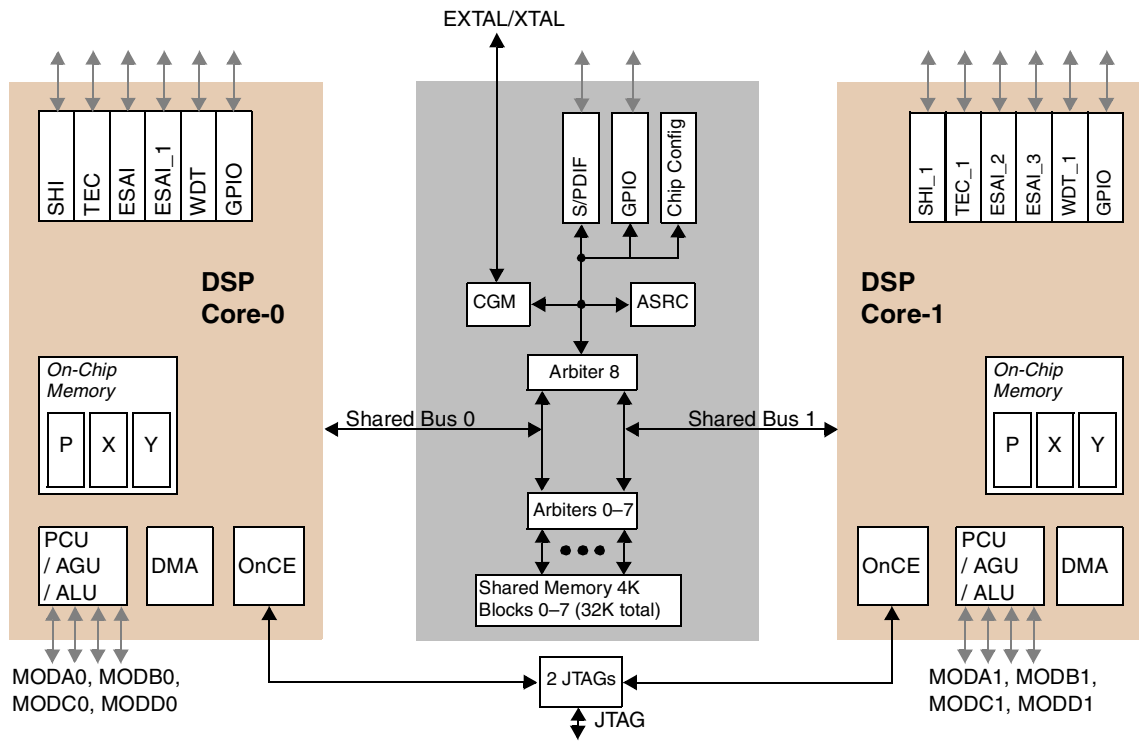 EXTAL/XTAL
SHI
TEC
ESAI
ESAI_1
WDT
GPIO
DSP
Core-0
On-Chip
Memory
P
X
Y
PCU
/ AGU
/ ALU
DMA
OnCE
MODA0, MODB0,
MODC0, MODD0
S/PDIF
GPIO
Chip Config
CGM
ASRC
Arbiter 8
Shared Bus 0
Shared Bus 1
Arbiters 0–7
Shared Memory 4K
Blocks 0–7 (32K total)
2 JTAGs
JTAG
SHI_1
TEC_1
ESAI_2
ESAI_3
WDT_1
GPIO
DSP
Core-1
On-Chip
Memory
P
X
Y
OnCE
PCU
/ AGU
/ ALU
DMA
MODA1, MODB1,
MODC1, MODD1